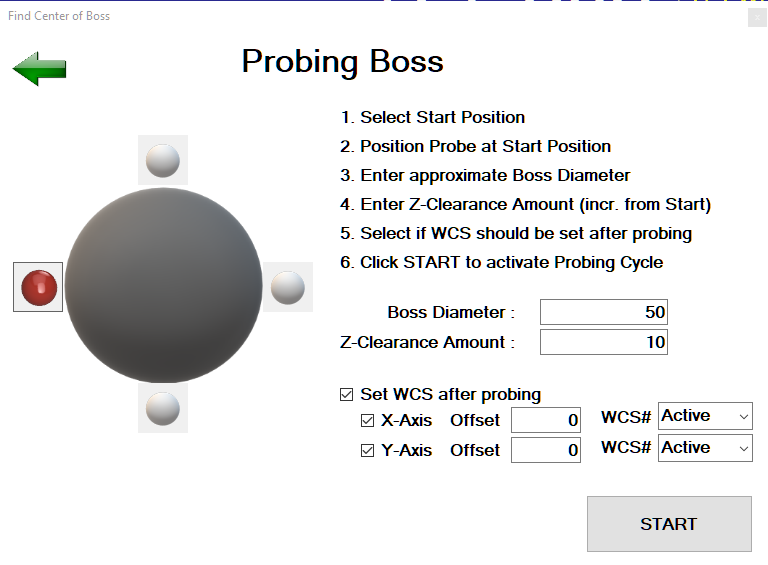 Find Center of Boss
Probing Boss
1. Select Start Position
2. Position Probe at Start Position
3. Enter approximate Boss Diameter
4. Enter Z-Clearance Amount (incr. from Start)
5. Select if WCS should be set after probing
6. Click START to activate Probing Cycle
Boss Diameter : 50
Z-Clearance Amount : 10
Set WCS after probing
X-Axis Offset 0 WCS# Active
Y-Axis Offset 0 WCS# Active
START